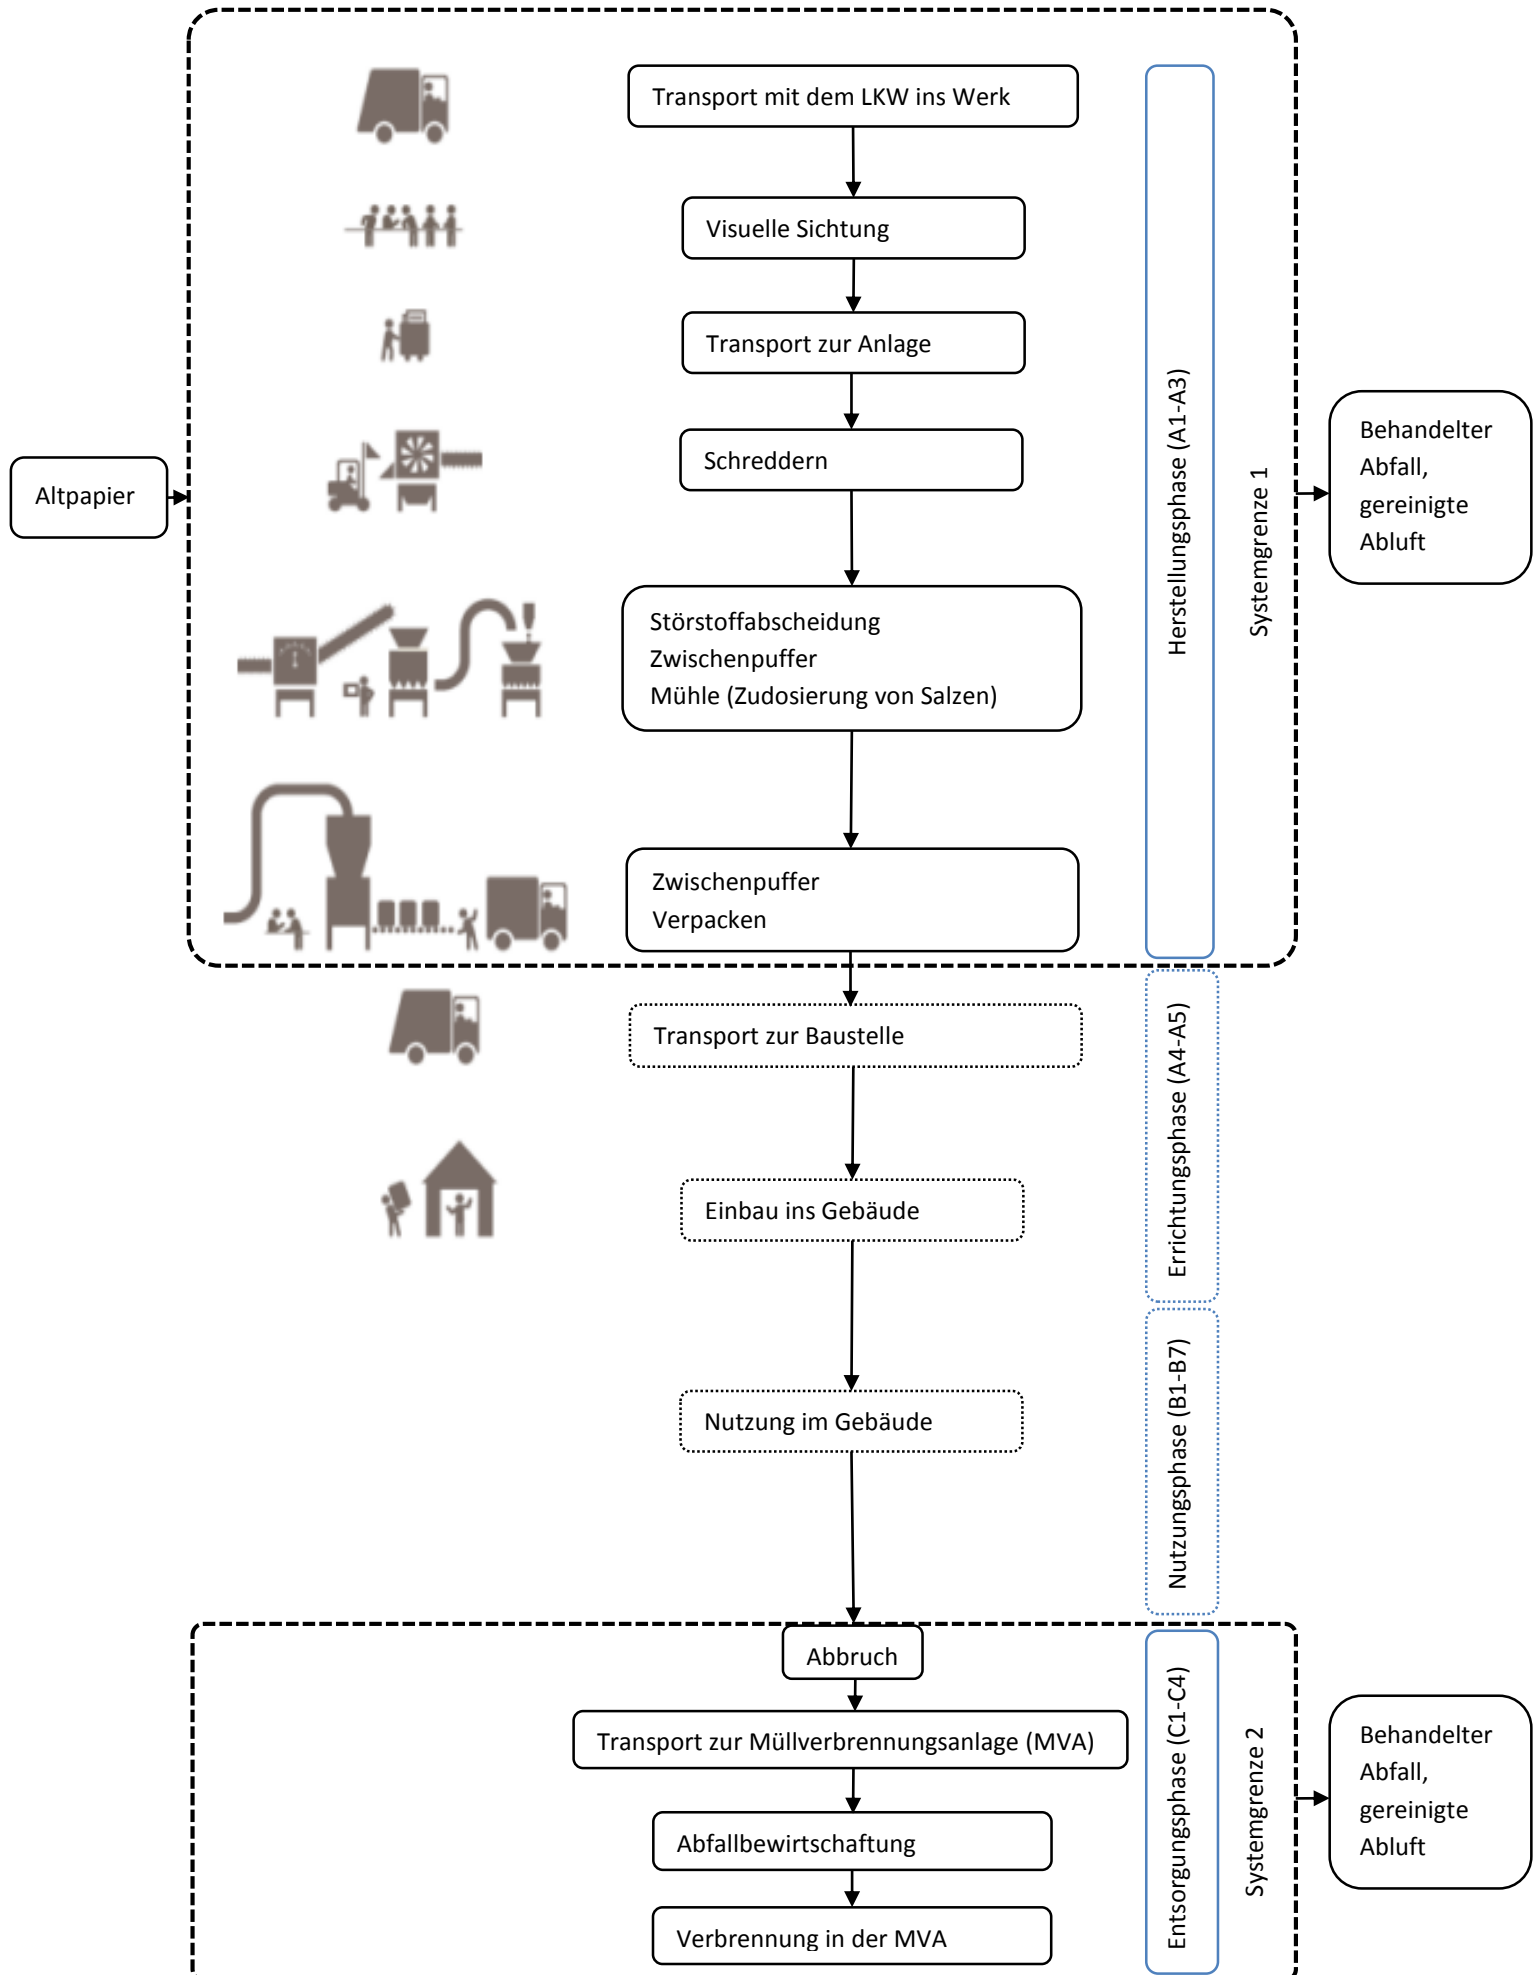 Transport mit dem LKW ins Werk
Visuelle Sichtung
Transport zur Anlage
Schreddern
Altpapier
Störstoffabscheidung
Zwischenpuffer
Mühle (Zudosierung von Salzen)
Zwischenpuffer
Verpacken
Herstellungsphase (A1-A3)
Systemgrenze 1
Behandelter
Abfall,
gereinigte
Abluft
Transport zur Baustelle
Einbau ins Gebäude
Errichtungsphase (A4-A5)
Nutzung im Gebäude
Nutzungsphase (B1-B7)
Abbruch
Transport zur Müllverbrennungsanlage (MVA)
Abfallbewirtschaftung
Verbrennung in der MVA
Entsorgungsphase (C1-C4)
Systemgrenze 2
Behandelter
Abfall,
gereinigte
Abluft